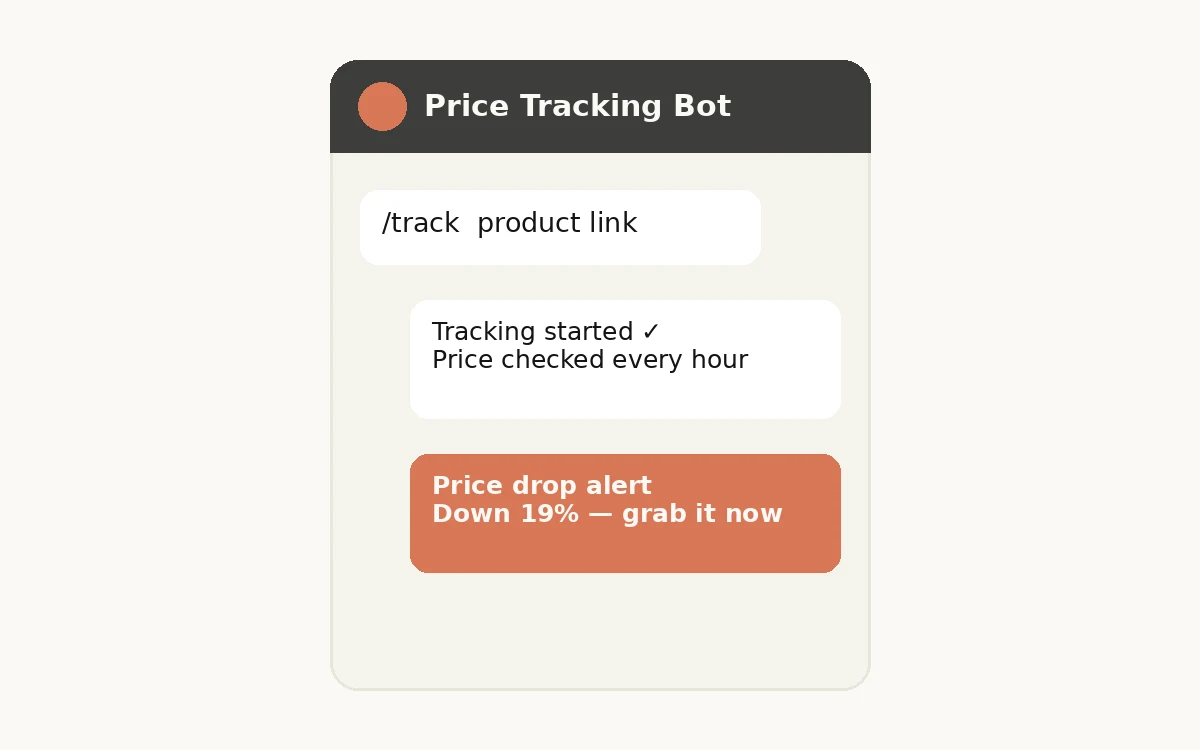 Price Tracking Bot
/track  product link
Tracking started ✓
Price checked every hour
Price drop alert
Down 19% — grab it now